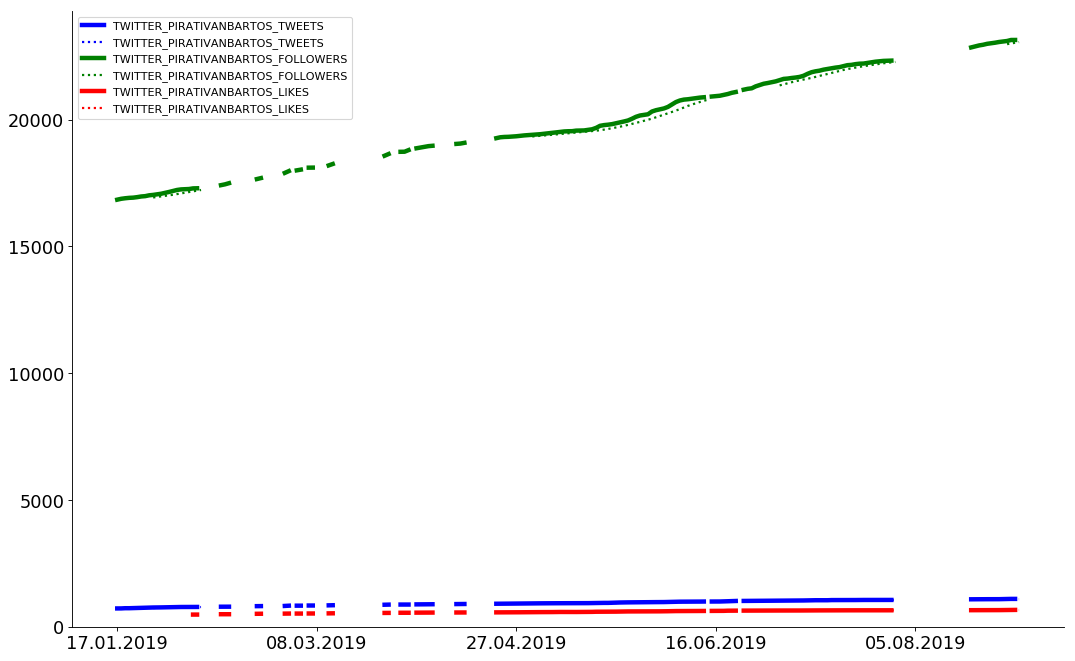 TWITTER_PIRATIVANBARTOS_TWEETS
TWITTER_PIRATIVANBARTOS_TWEETS
TWITTER_PIRATIVANBARTOS_FOLLOWERS
TWITTER_PIRATIVANBARTOS_FOLLOWERS
TWITTER_PIRATIVANBARTOS_LIKES
TWITTER_PIRATIVANBARTOS_LIKES
20000
15000
10000
5000
0
17.01.2019 08.03.2019 27.04.2019 16.06.2019 05.08.2019